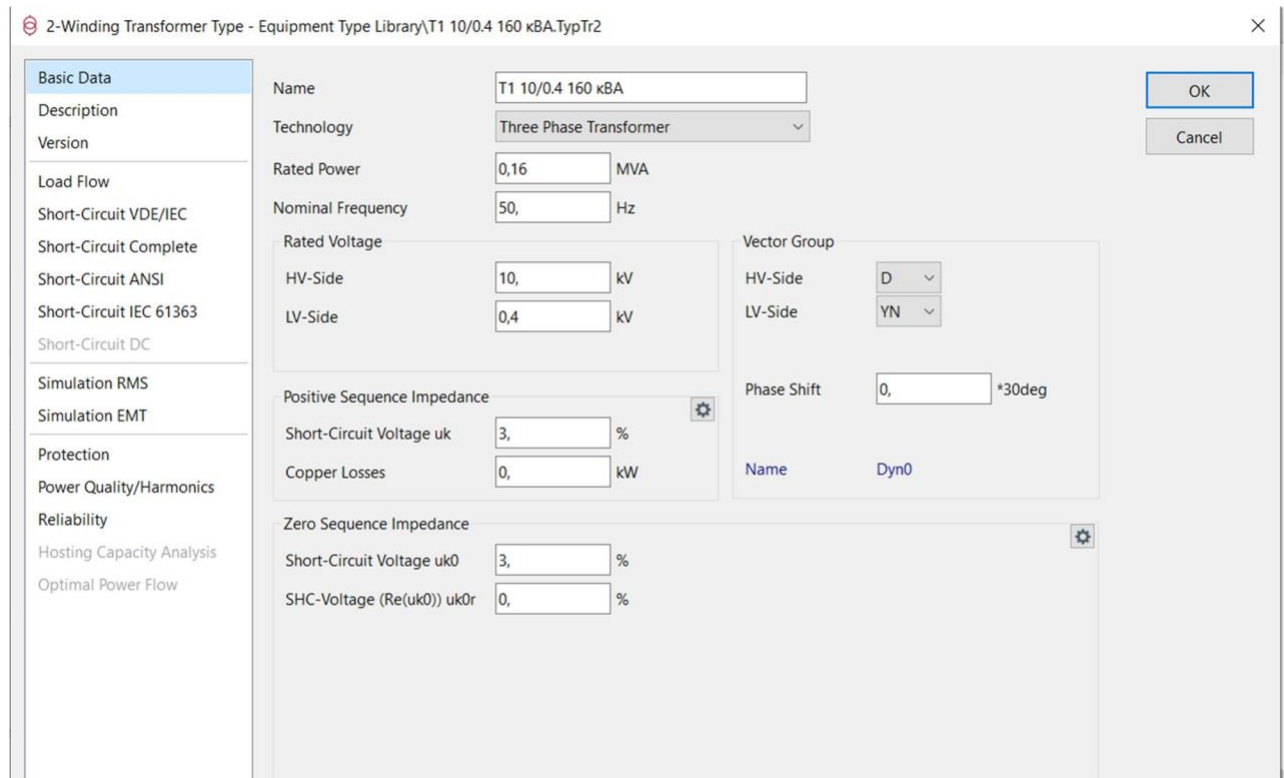 2-Winding Transformer Type - Equipment Type Library\T1 10/0.4 160 кВА.TypTr2
Basic Data
Description
Version
Load Flow
Short-Circuit VDE/IEC
Short-Circuit Complete
Short-Circuit ANSI
Short-Circuit IEC 61363
Short-Circuit DC
Simulation RMS
Simulation EMT
Protection
Power Quality/Harmonics
Reliability
Hosting Capacity Analysis
Optimal Power Flow
Name T1 10/0.4 160 кВА
Technology Three Phase Transformer
Rated Power 0,16 MVA
Nominal Frequency 50, Hz
Rated Voltage
HV-Side 10, kV
LV-Side 0,4 kV
Vector Group
HV-Side D
LV-Side YN
Phase Shift 0, *30deg
Name Dyn0
Positive Sequence Impedance
Short-Circuit Voltage uk 3, %
Copper Losses 0, kW
Zero Sequence Impedance
Short-Circuit Voltage uk0 3, %
SHC-Voltage (Re(uk0)) uk0r 0, %
OK
Cancel